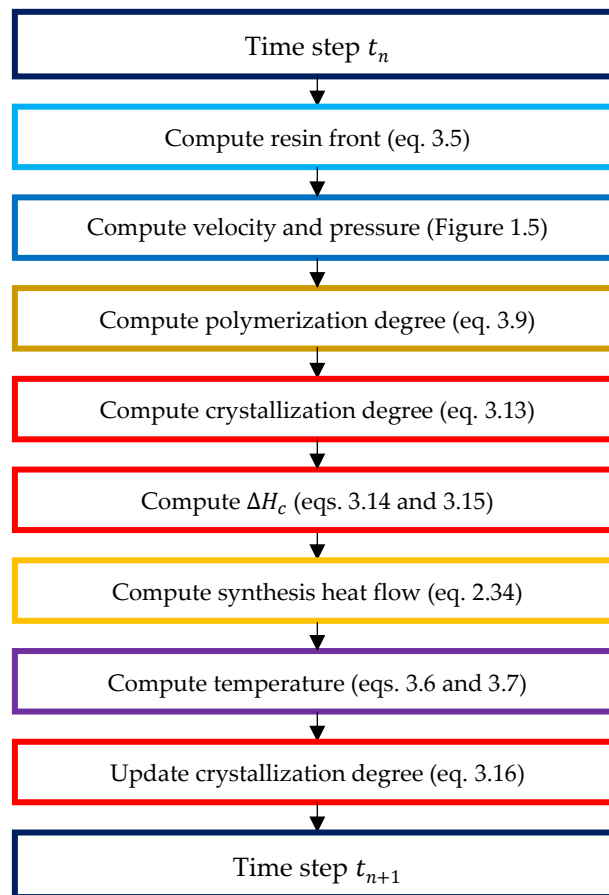 Time step tₙ
Compute resin front (eq. 3.5)
Compute velocity and pressure (Figure 1.5)
Compute polymerization degree (eq. 3.9)
Compute crystallization degree (eq. 3.13)
Compute ΔH_c (eqs. 3.14 and 3.15)
Compute synthesis heat flow (eq. 2.34)
Compute temperature (eqs. 3.6 and 3.7)
Update crystallization degree (eq. 3.16)
Time step tₙ₊₁